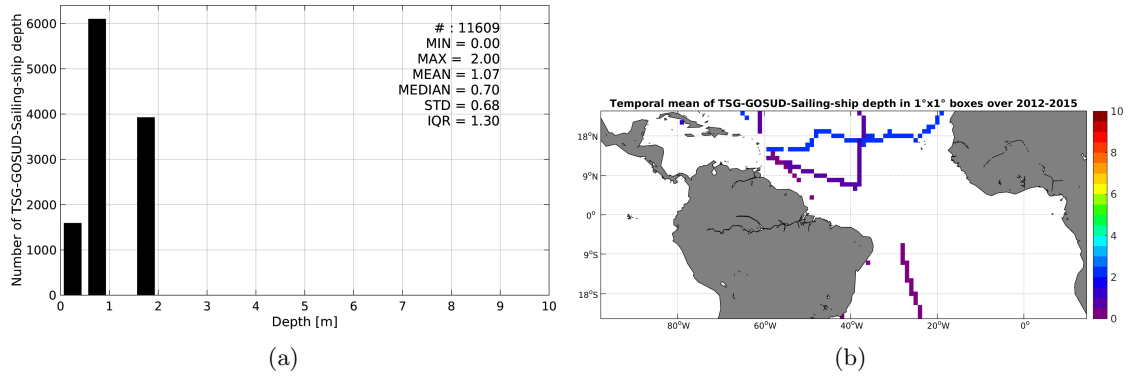 Number of TSG-GOSUD-Sailing-ship depth
6000
5000
4000
3000
2000
1000
0
# : 11609
MIN = 0.00
MAX = 2.00
MEAN = 1.07
MEDIAN = 0.70
STD = 0.68
IQR = 1.30
0 1 2 3 4 5 6 7 8 9 10
Depth [m]
(a)
Temporal mean of TSG-GOSUD-Sailing-ship depth in 1°x1° boxes over 2012-2015
18°N
9°N
0°
9°S
18°S
80°W 60°W 40°W 20°W 0°
10
8
6
4
2
0
(b)